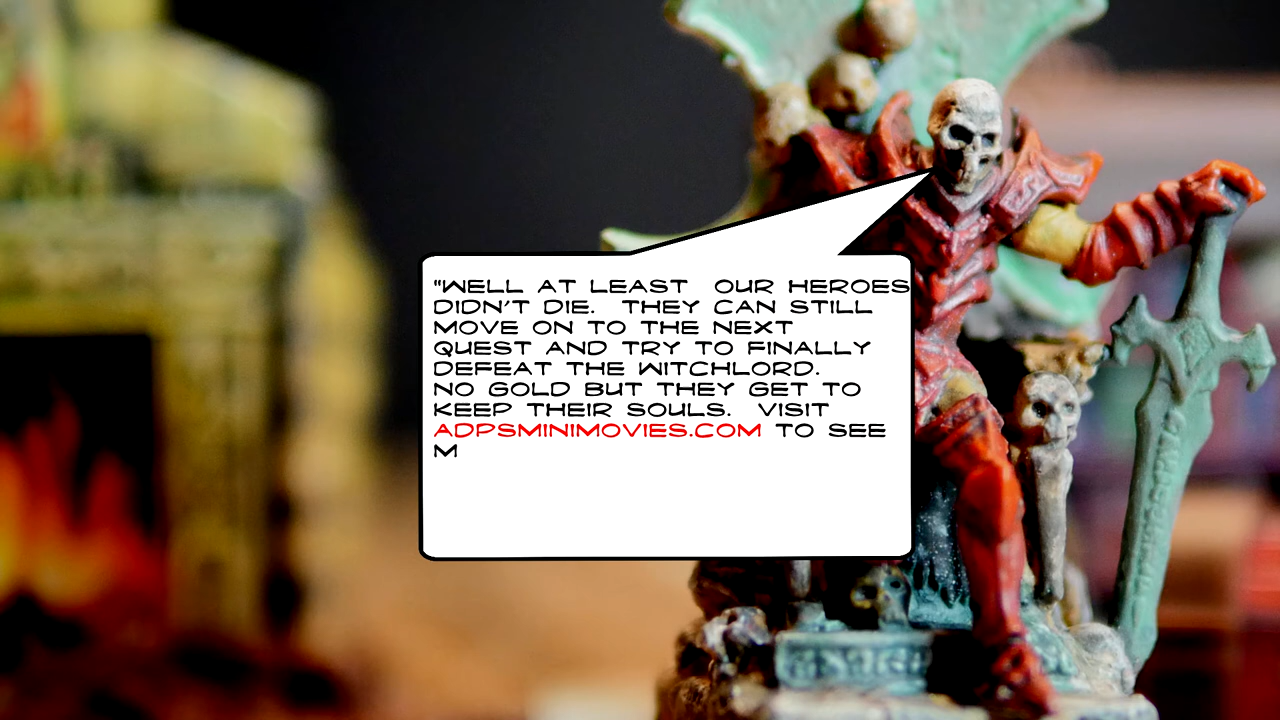 "WELL AT LEAST  OUR HEROES
DIDN'T DIE.  THEY CAN STILL
MOVE ON TO THE NEXT
QUEST AND TRY TO FINALLY
DEFEAT THE WITCHLORD.
NO GOLD BUT THEY GET TO
KEEP THEIR SOULS.  VISIT
ADPSMINIMOVIES.COM TO SEE
M